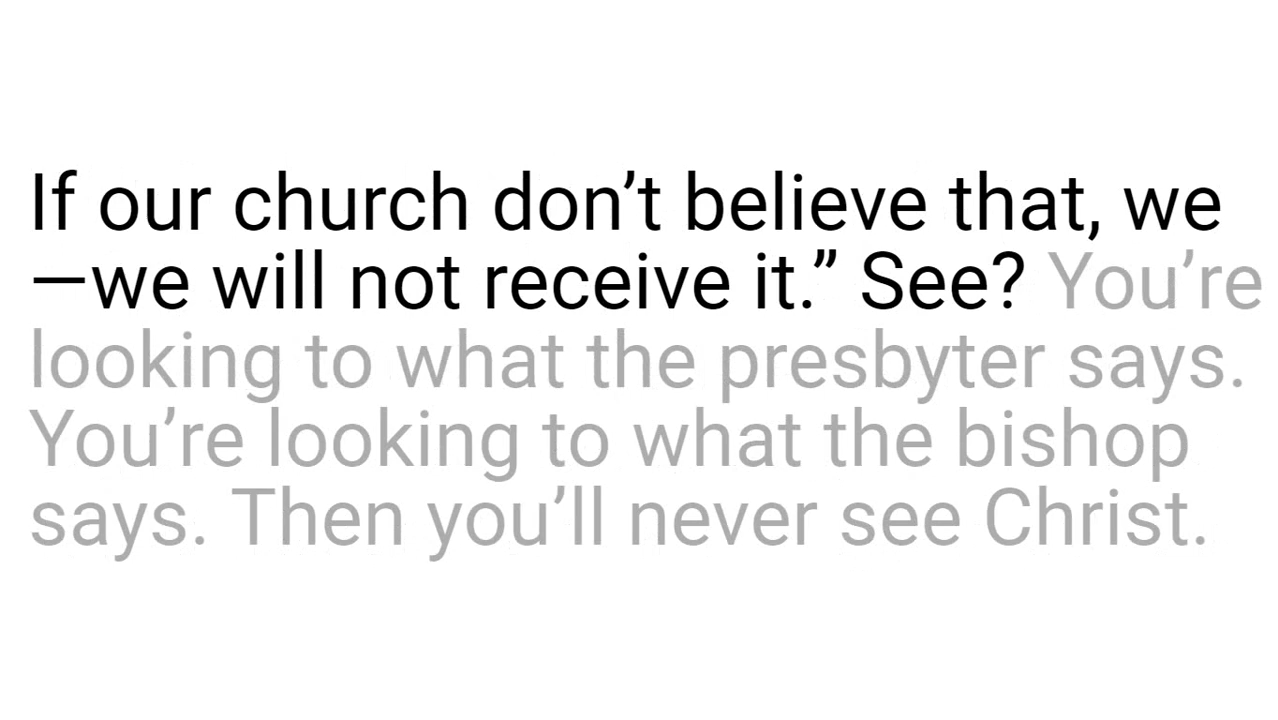 If our church don’t believe that, we
—we will not receive it.” See? You’re
looking to what the presbyter says.
You’re looking to what the bishop
says. Then you’ll never see Christ.